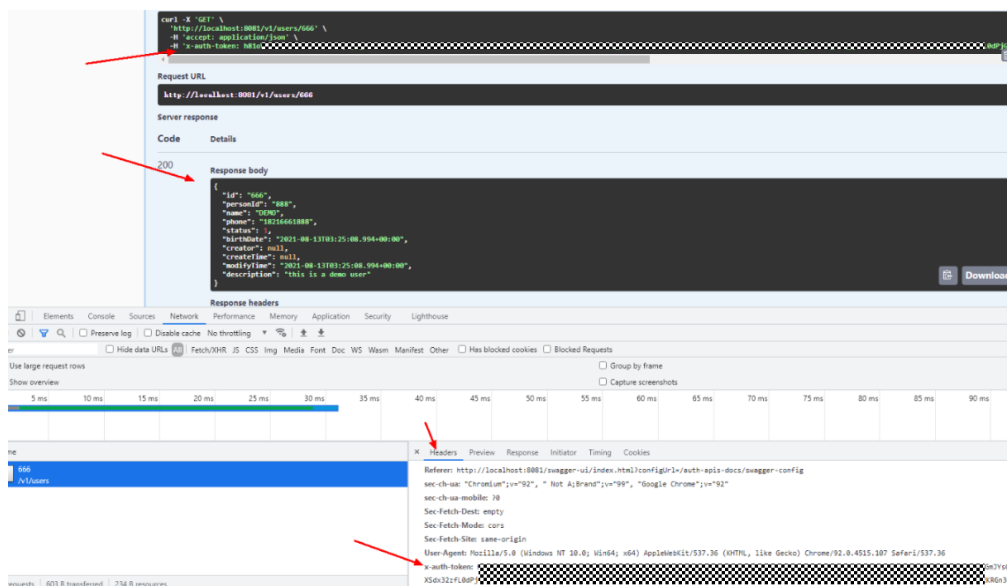 curl -X 'GET' \
'http://localhost:8081/v1/users/666' \
-H 'accept: application/json' \
-H 'x-auth-token: h81o
Request URL
http://localhost:8081/v1/users/666
Server response
Code Details
200
Response body
{
"id": "666",
"personId": "888",
"name": "DEMO",
"phone": "18216661888",
"status": 1,
"birthDate": "2021-08-13T03:25:08.994+00:00",
"creator": null,
"createTime": null,
"modifyTime": "2021-08-13T03:25:08.994+00:00",
"description": "this is a demo user"
}
Download
Response headers
Elements Console Sources Network Performance Memory Application Security Lighthouse
Preserve log Disable cache No throttling
Hide data URLs All Fetch/XHR JS CSS Img Media Font Doc WS Wasm Manifest Other Has blocked cookies Blocked Requests
Use large request rows Group by frame
Show overview Capture screenshots
5 ms 10 ms 15 ms 20 ms 25 ms 30 ms 35 ms 40 ms 45 ms 50 ms 55 ms 60 ms 65 ms 70 ms 75 ms 80 ms 85 ms 90 ms
× Headers Preview Response Initiator Timing Cookies
666
/v1/users
Referer: http://localhost:8081/swagger-ui/index.html?configUrl=/auth-apis-docs/swagger-config
sec-ch-ua: "Chromium";v="92", " Not A;Brand";v="99", "Google Chrome";v="92"
sec-ch-ua-mobile: ?0
Sec-Fetch-Dest: empty
Sec-Fetch-Mode: cors
Sec-Fetch-Site: same-origin
User-Agent: Mozilla/5.0 (Windows NT 10.0; Win64; x64) AppleWebKit/537.36 (KHTML, like Gecko) Chrome/92.0.4515.107 Safari/537.36
x-auth-token:
requests 603 B transferred 234 B resources